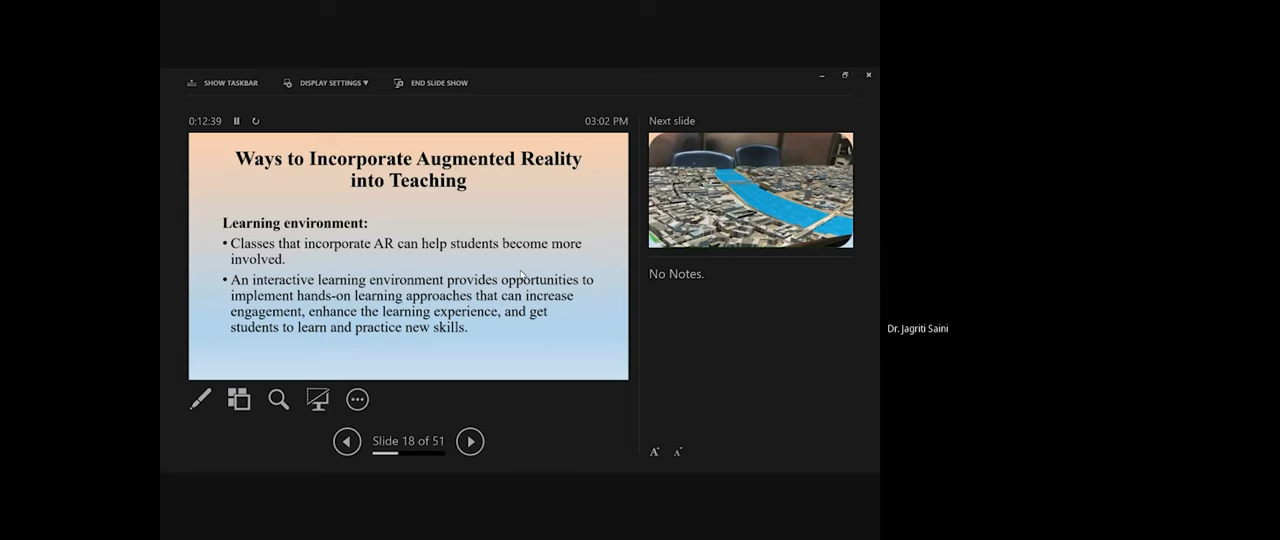 SHOW TASKBAR DISPLAY SETTINGS ▼ END SLIDE SHOW
0:12:39 03:02 PM
Ways to Incorporate Augmented Reality
into Teaching
Learning environment:
• Classes that incorporate AR can help students become more
involved.
• An interactive learning environment provides opportunities to
implement hands-on learning approaches that can increase
engagement, enhance the learning experience, and get
students to learn and practice new skills.
Slide 18 of 51
Next slide
No Notes.
A A
Dr. Jagriti Saini